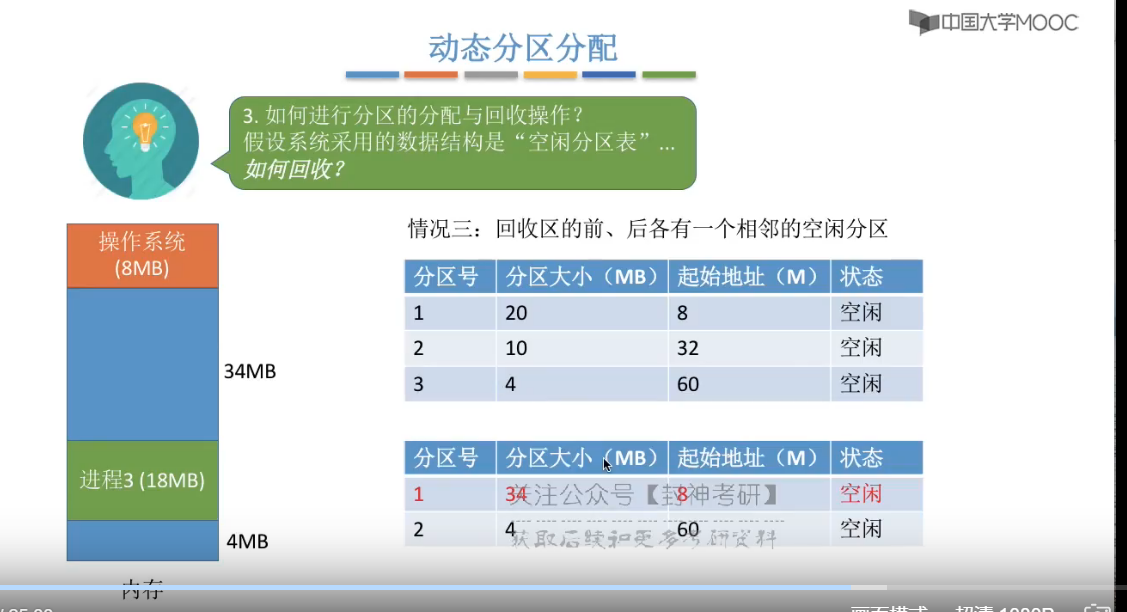 中国大学MOOC
动态分区分配
3. 如何进行分区的分配与回收操作？
假设系统采用的数据结构是“空闲分区表”...
如何回收？
操作系统
(8MB)
34MB
进程3 (18MB)
4MB
内存
情况三：回收区的前、后各有一个相邻的空闲分区
分区号 分区大小（MB） 起始地址（M） 状态
1 20 8 空闲
2 10 32 空闲
3 4 60 空闲
分区号 分区大小（MB） 起始地址（M） 状态
1 34 8 空闲
关注公众号【封神考研】
2 4 60 空闲
获取后续和更多考研资料
画面模式 超清 1080P